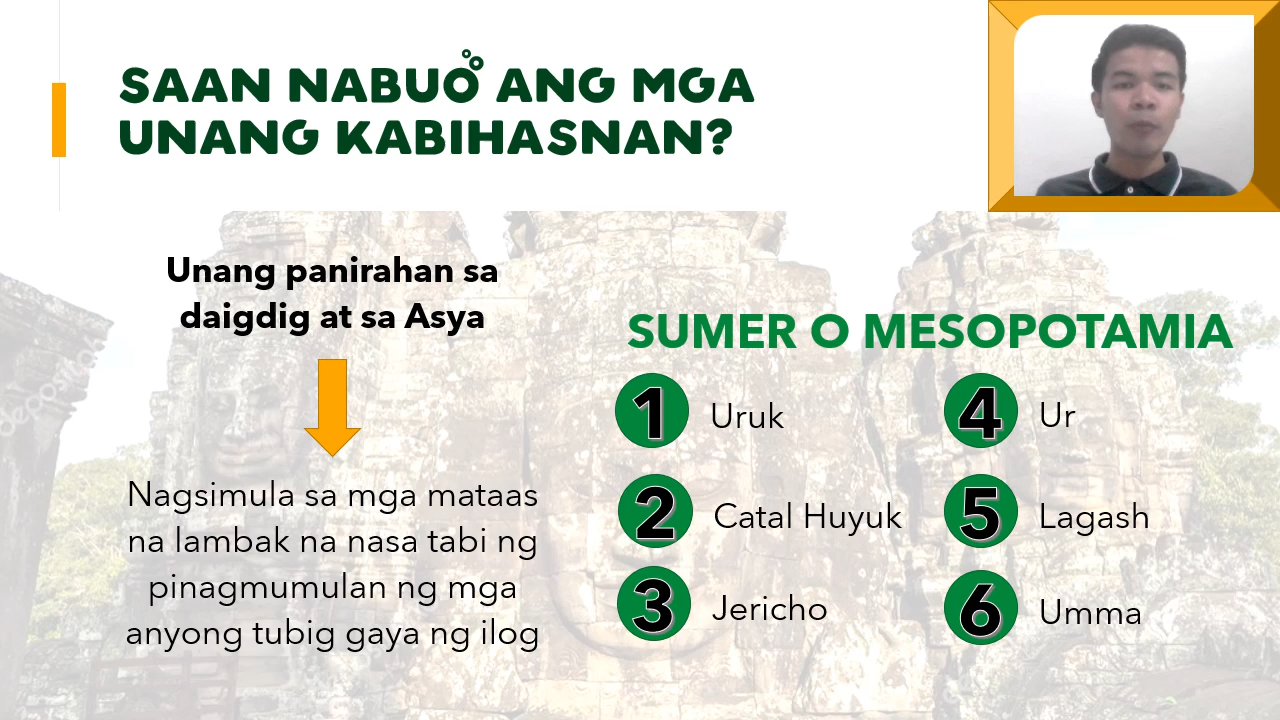 SAAN NABUO ANG MGA
UNANG KABIHASNAN?
Unang panirahan sa
daigdig at sa Asya
Nagsimula sa mga mataas
na lambak na nasa tabi ng
pinagmumulan ng mga
anyong tubig gaya ng ilog
SUMER O MESOPOTAMIA
1 Uruk
2 Catal Huyuk
3 Jericho
4 Ur
5 Lagash
6 Umma